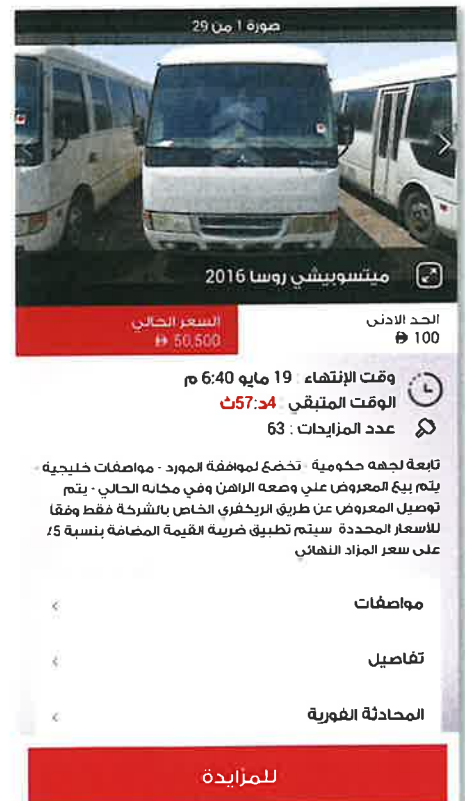 صورة 1 من 29
ميتسوبيشي روسا 2016
الحد الادنى
100
السعر الحالي
50,500
وقت الإنتهاء : 19 مايو 6:40 م
الوقت المتبقي : 4د:57ث
عدد المزايدات : 63
تابعة لجهه حكومية - تخضع لموافقة المورد - مواصفات خليجية -
يتم بيع المعروض علي وضعه الراهن وفي مكانه الحالي - يتم
توصيل المعروض عن طريق الريكفري الخاص بالشركة فقط وفقا
للأسعار المحددة سيتم تطبيق ضريبة القيمة المضافة بنسبة 5٪
على سعر المزاد النهائي
مواصفات
تفاصيل
المحادثة الفورية
للمزايدة